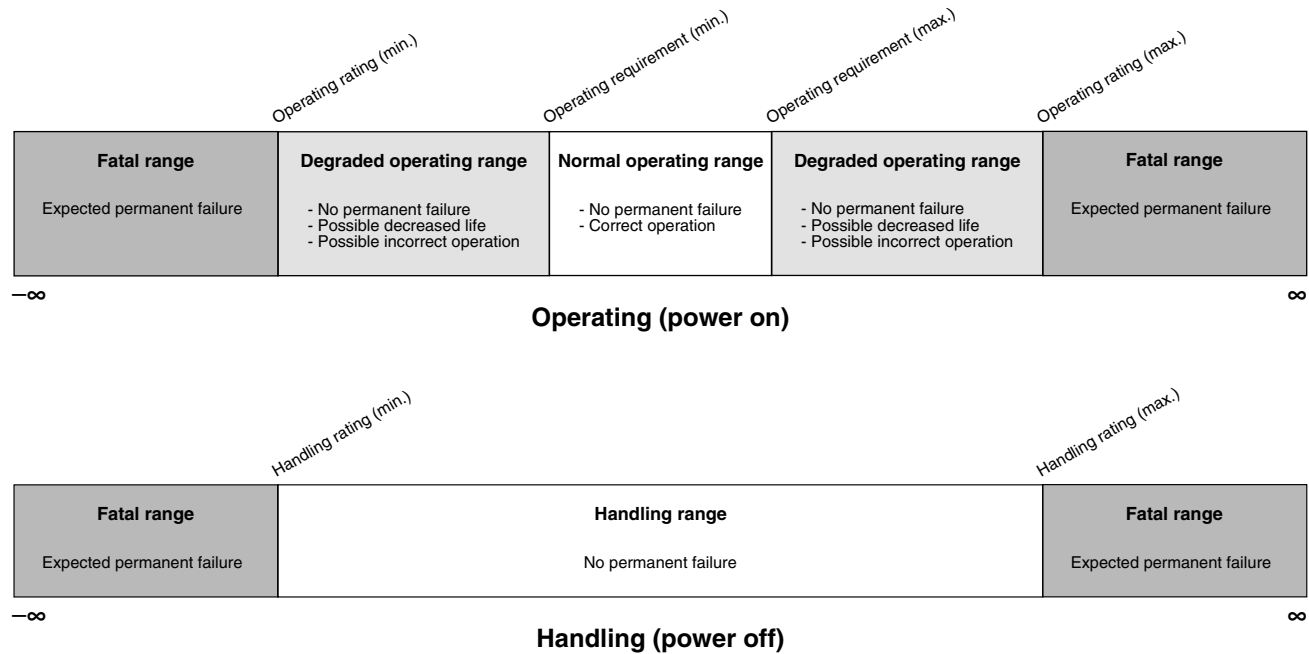 Operating rating (min.)
Operating requirement (min.)
Operating requirement (max.)
Operating rating (max.)
Fatal range
Expected permanent failure
Degraded operating range
- No permanent failure
- Possible decreased life
- Possible incorrect operation
Normal operating range
- No permanent failure
- Correct operation
Degraded operating range
- No permanent failure
- Possible decreased life
- Possible incorrect operation
Fatal range
Expected permanent failure
–∞
∞
Operating (power on)
Handling rating (min.)
Handling rating (max.)
Fatal range
Expected permanent failure
Handling range
No permanent failure
Fatal range
Expected permanent failure
–∞
∞
Handling (power off)